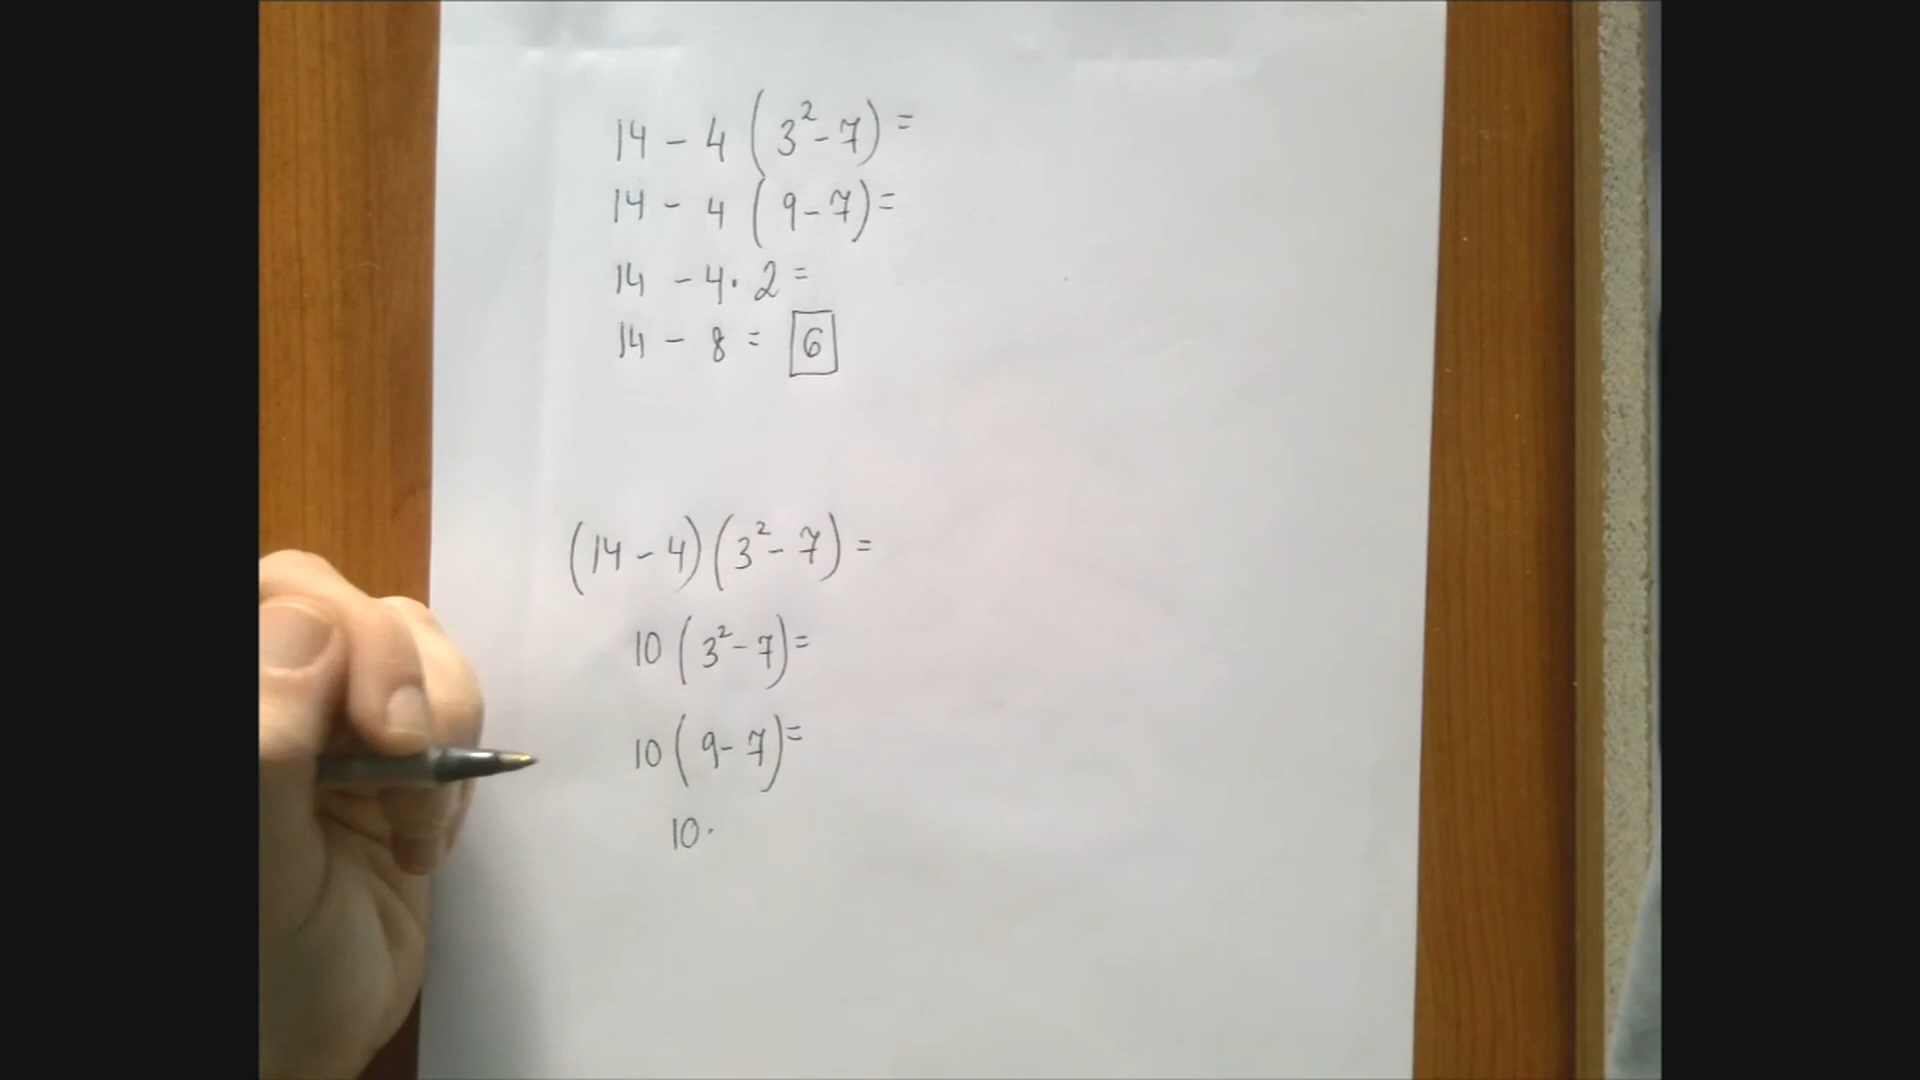 14 - 4 (3² - 7) =
14 - 4 (9 - 7) =
14 - 4 · 2 =
14 - 8 = 6
(14 - 4)(3² - 7) =
10 (3² - 7) =
10 (9 - 7) =
10 ·